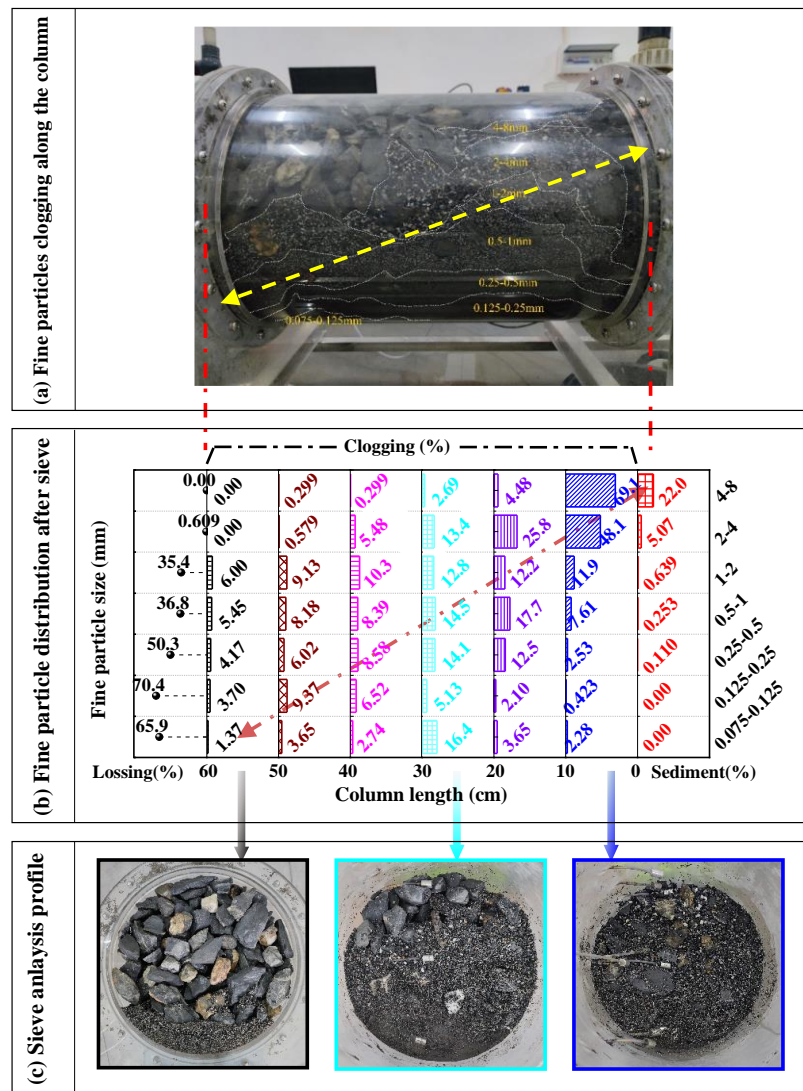 (a) Fine particles clogging along the column
4-8mm
2-4mm
1-2mm
0.5-1mm
0.25-0.5mm
0.125-0.25mm
0.075-0.125mm
(b) Fine particle distribution after sieve
Clogging (%)
Fine particle size (mm)
0.00 0.00 0.299 0.299 2.69 4.48 69.1 22.0 4-8
0.609 0.00 0.579 5.48 13.4 25.8 48.1 5.07 2-4
35.4 6.00 9.13 10.3 12.8 12.2 11.9 0.639 1-2
36.8 5.45 8.18 8.39 14.5 17.7 7.61 0.253 0.5-1
50.3 4.17 6.02 8.58 14.1 12.5 2.53 0.110 0.25-0.5
70.4 3.70 9.37 6.52 5.13 2.10 0.423 0.00 0.125-0.25
65.9 1.37 3.65 2.74 16.4 3.65 2.28 0.00 0.075-0.125
Lossing(%) 60 50 40 30 20 10 0 Sediment(%)
Column length (cm)
(c) Sieve anlaysis profile